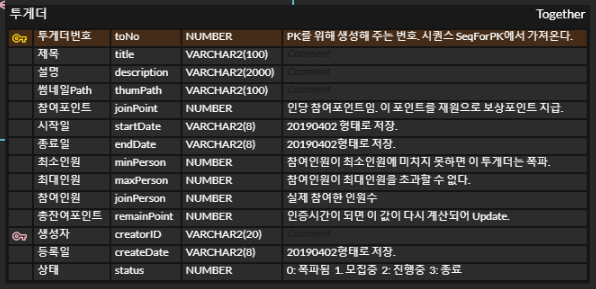 투게더 Together
투게더번호 toNo NUMBER PK를 위해 생성해 주는 번호. 시퀀스 SeqForPK에서 가져온다.
제목 title VARCHAR2(100) Comment
설명 description VARCHAR2(2000) Comment
썸네일Path thumPath VARCHAR2(100) Comment
참여포인트 joinPoint NUMBER 인당 참여포인트임. 이 포인트를 재원으로 보상포인트 지급.
시작일 startDate VARCHAR2(8) 20190402 형태로 저장.
종료일 endDate VARCHAR2(8) 20190402 형태로 저장.
최소인원 minPerson NUMBER 참여인원이 최소인원에 미치지 못하면 이 투게더는 폭파.
최대인원 maxPerson NUMBER 참여인원이 최대인원을 초과할 수 없다.
참여인원 joinPerson NUMBER 실제 참여한 인원수
총잔여포인트 remainPoint NUMBER 인증시간이 되면 이 값이 다시 계산되어 Update.
생성자 creatorID VARCHAR2(20) Comment
등록일 createDate VARCHAR2(8) 20190402형태로 저장.
상태 status NUMBER 0: 폭파됨 1. 모집중 2: 진행중 3: 종료